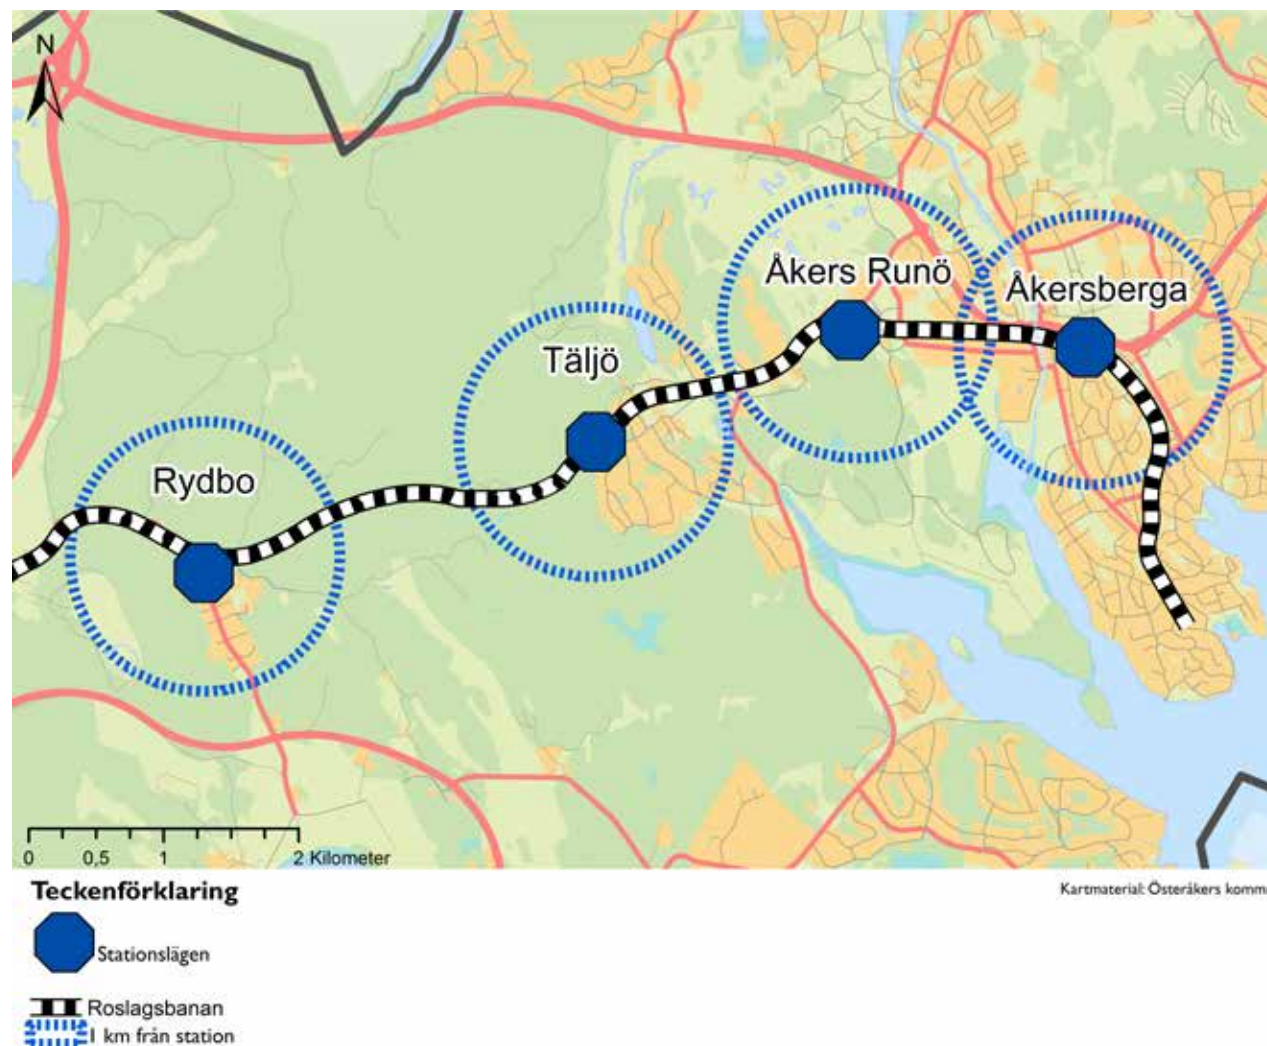 N
Åkers Runö
Åkersberga
Täljö
Rydbo
0 0,5 1 2 Kilometer
Teckenförklaring
Kartmaterial: Österåkers komm
Stationslägen
Roslagsbanan
1 km från station